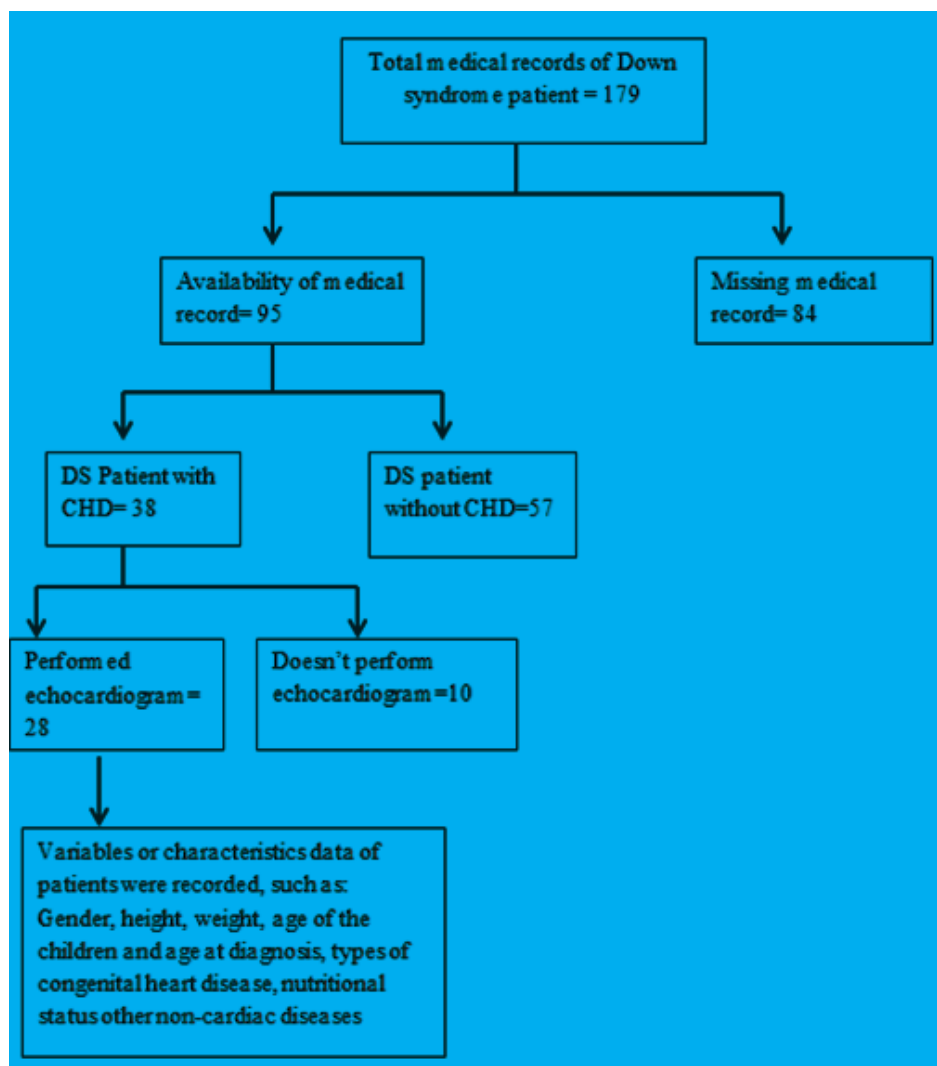 Total medical records of Down
syndrome patient = 179
Availability of medical
record= 95
Missing medical
record= 84
DS Patient with
CHD= 38
DS patient
without CHD=57
Performed
echocardiogram=
28
Doesn't perform
echocardiogram=10
Variables or characteristics data of
patients were recorded, such as:
Gender, height, weight, age of the
children and age at diagnosis, types of
congenital heart disease, nutritional
status other non-cardiac diseases